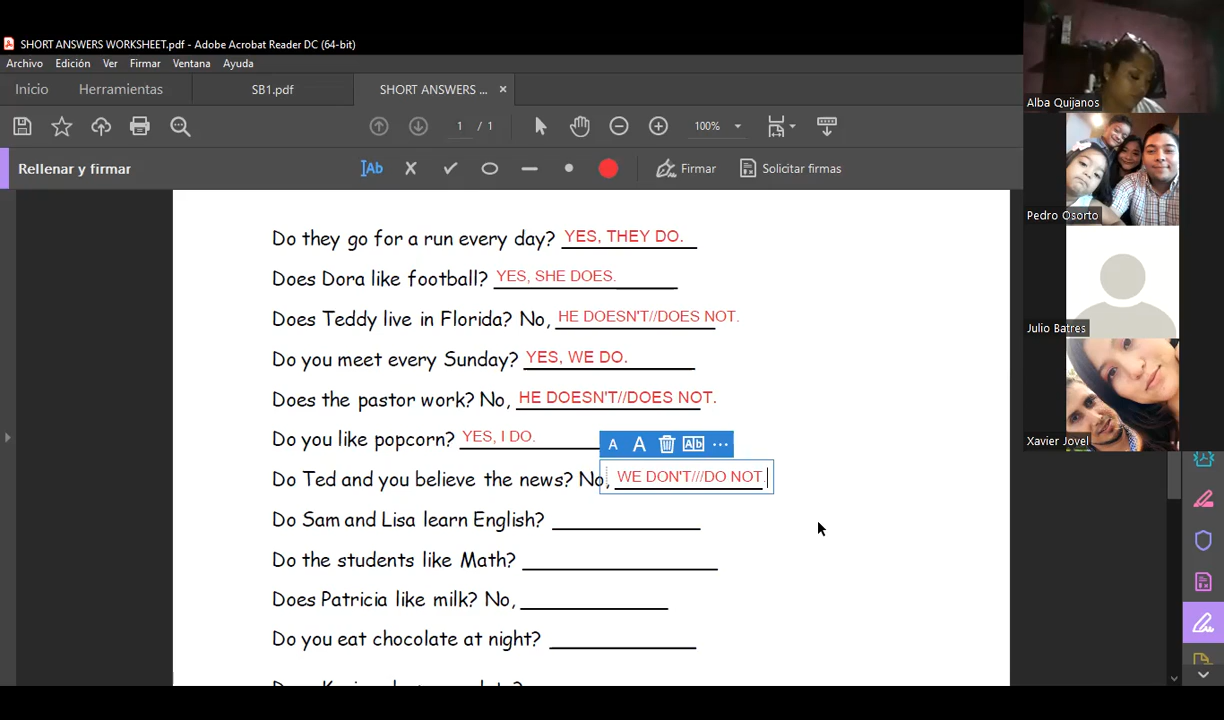 SHORT ANSWERS WORKSHEET.pdf - Adobe Acrobat Reader DC (64-bit)
Archivo Edición Ver Firmar Ventana Ayuda
Inicio Herramientas SB1.pdf SHORT ANSWERS ... ×
1 / 1 100%
Rellenar y firmar Ab Firmar Solicitar firmas
Do they go for a run every day? YES, THEY DO.
Does Dora like football? YES, SHE DOES.
Does Teddy live in Florida? No, HE DOESN'T//DOES NOT.
Do you meet every Sunday? YES, WE DO.
Does the pastor work? No, HE DOESN'T//DOES NOT.
Do you like popcorn? YES, I DO.
A A Ab ...
Do Ted and you believe the news? No, WE DON'T///DO NOT.
Do Sam and Lisa learn English?
Do the students like Math?
Does Patricia like milk? No,
Do you eat chocolate at night?
Alba Quijanos
Pedro Osorto
Julio Batres
Xavier Jovel